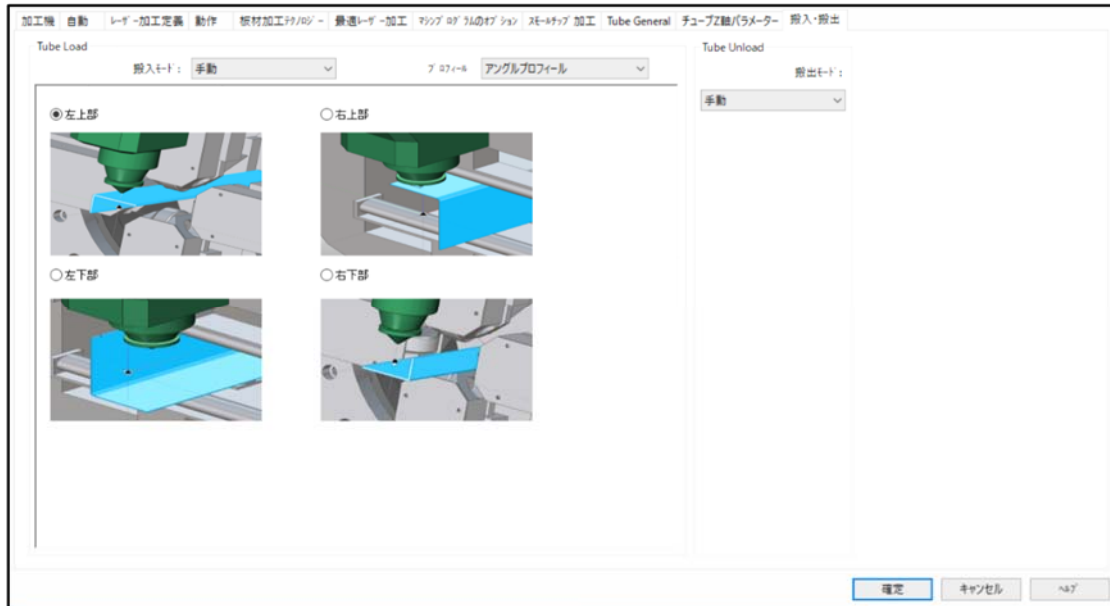 加工機 自動 ﾚｰｻﾞｰ加工定義 動作 板材加工ﾃｸﾉﾛｼﾞｰ 最適ﾚｰｻﾞｰ加工 ﾏｼﾝﾌﾟﾛｸﾞﾗﾑのｵﾌﾟｼｮﾝ ｽﾓｰﾙﾁｯﾌﾟ加工 Tube General チューブZ軸パラメーター 搬入・搬出
Tube Load
搬入ﾓｰﾄﾞ: 手動
ﾌﾟﾛﾌｨｰﾙ アングルプロフィール
左上部
右上部
左下部
右下部
Tube Unload
搬出ﾓｰﾄﾞ:
手動
確定 キャンセル ﾍﾙﾌﾟ